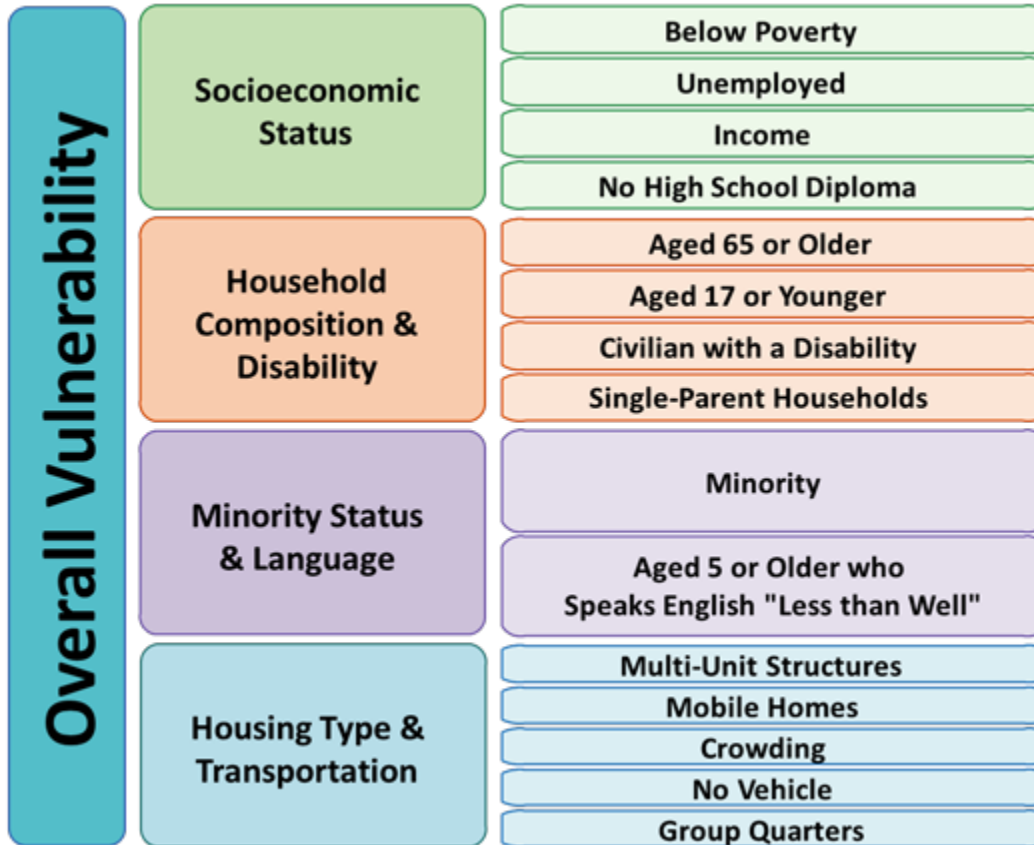 Overall Vulnerability
Socioeconomic
Status
Below Poverty
Unemployed
Income
No High School Diploma
Household
Composition &
Disability
Aged 65 or Older
Aged 17 or Younger
Civilian with a Disability
Single-Parent Households
Minority Status
& Language
Minority
Aged 5 or Older who
Speaks English "Less than Well"
Housing Type &
Transportation
Multi-Unit Structures
Mobile Homes
Crowding
No Vehicle
Group Quarters